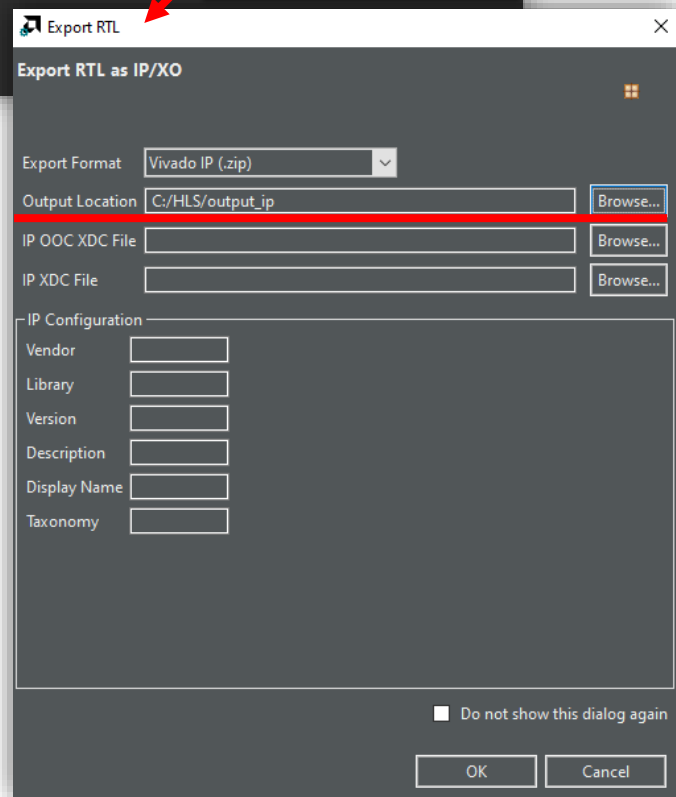 Export RTL
Export RTL as IP/XO
Export Format Vivado IP (.zip)
Output Location C:/HLS/output_ip Browse...
IP OOC XDC File Browse...
IP XDC File Browse...
IP Configuration
Vendor
Library
Version
Description
Display Name
Taxonomy
Do not show this dialog again
OK Cancel